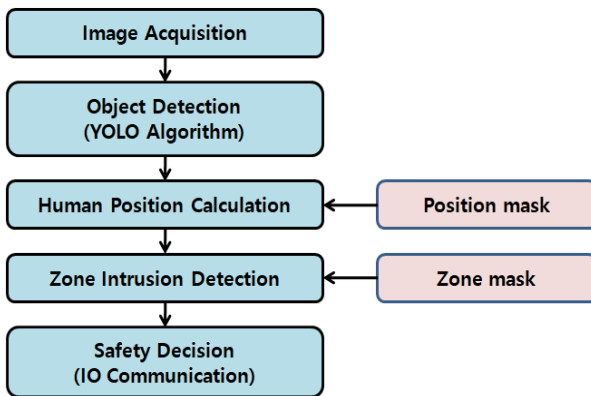 Image Acquisition
Object Detection
(YOLO Algorithm)
Human Position Calculation
Position mask
Zone Intrusion Detection
Zone mask
Safety Decision
(IO Communication)